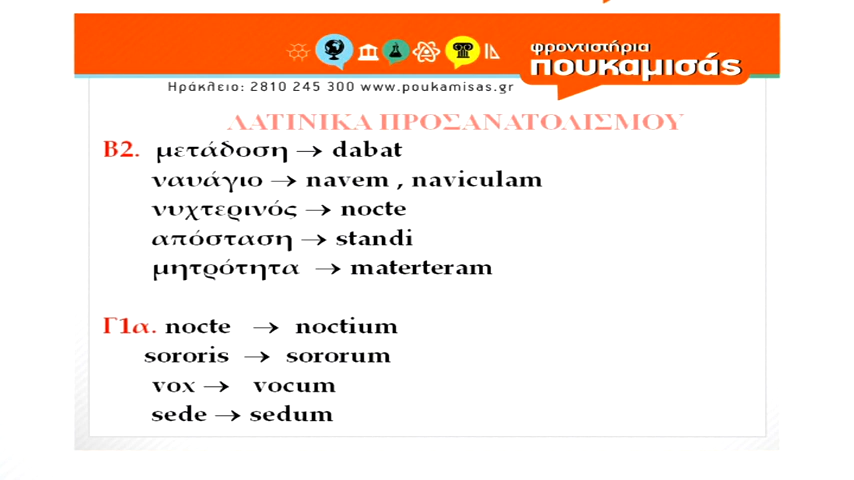 φροντιστήρια
πουκαμισάς
Ηράκλειο: 2810 245 300 www.poukamisas.gr
ΛΑΤΙΝΙΚΑ ΠΡΟΣΑΝΑΤΟΛΙΣΜΟΥ
Β2. μετάδοση → dabat
ναυάγιο → navem , naviculam
νυχτερινός → nocte
απόσταση → standi
μητρότητα → materteram
Γ1α. nocte → noctium
sororis → sororum
vox → vocum
sede → sedum